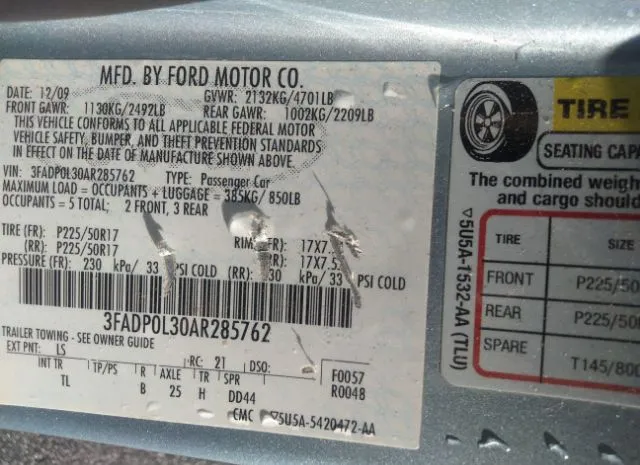 MFD. BY FORD MOTOR CO.
DATE: 12/09 GVWR: 2132KG/4701LB
FRONT GAWR: 1130KG/2492LB REAR GAWR: 1002KG/2209LB
THIS VEHICLE CONFORMS TO ALL APPLICABLE FEDERAL MOTOR
VEHICLE SAFETY, BUMPER, AND THEFT PREVENTION STANDARDS
IN EFFECT ON THE DATE OF MANUFACTURE SHOWN ABOVE.
VIN: 3FADP0L30AR285762 TYPE: Passenger Car
MAXIMUM LOAD = OCCUPANTS + LUGGAGE = 385KG/ 850LB
OCCUPANTS = 5 TOTAL; 2 FRONT, 3 REAR
TIRE (FR): P225/50R17 RIM (FR): 17X7.
(RR): P225/50R17 (RR): 17X7.5
PRESSURE (FR): 230 kPa/ 33 PSI COLD (RR): 230 kPa/ 33 PSI COLD
3FADP0L30AR285762
TRAILER TOWING - SEE OWNER GUIDE
EXT PNT: LS RC: 21 DSO:
INT TR TP/PS R AXLE TR SPR F0057
TL B 25 H DD44 R0048
CMC ▽5U5A-5420472-AA
TIRE
SEATING CAPA
The combined weigh
and cargo should
TIRE SIZE
FRONT P225/50
REAR P225/50
SPARE T145/80D
▽5U5A-1532-AA (TLU)